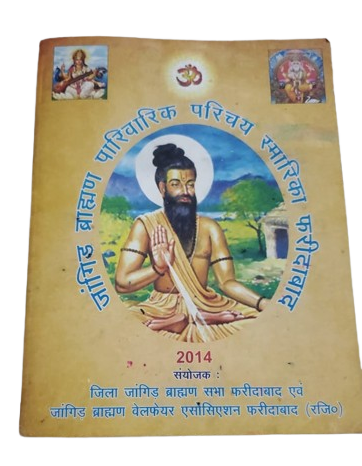 ॐ
जांगिड ब्राह्मण पारिवारिक परिचय स्मारिका फरीदाबाद
2014
संयोजक :
जिला जांगिड ब्राह्मण सभा फरीदाबाद एवं
जांगिड ब्राह्मण वेलफेयर एसोसिएशन फरीदाबाद (रजि०)